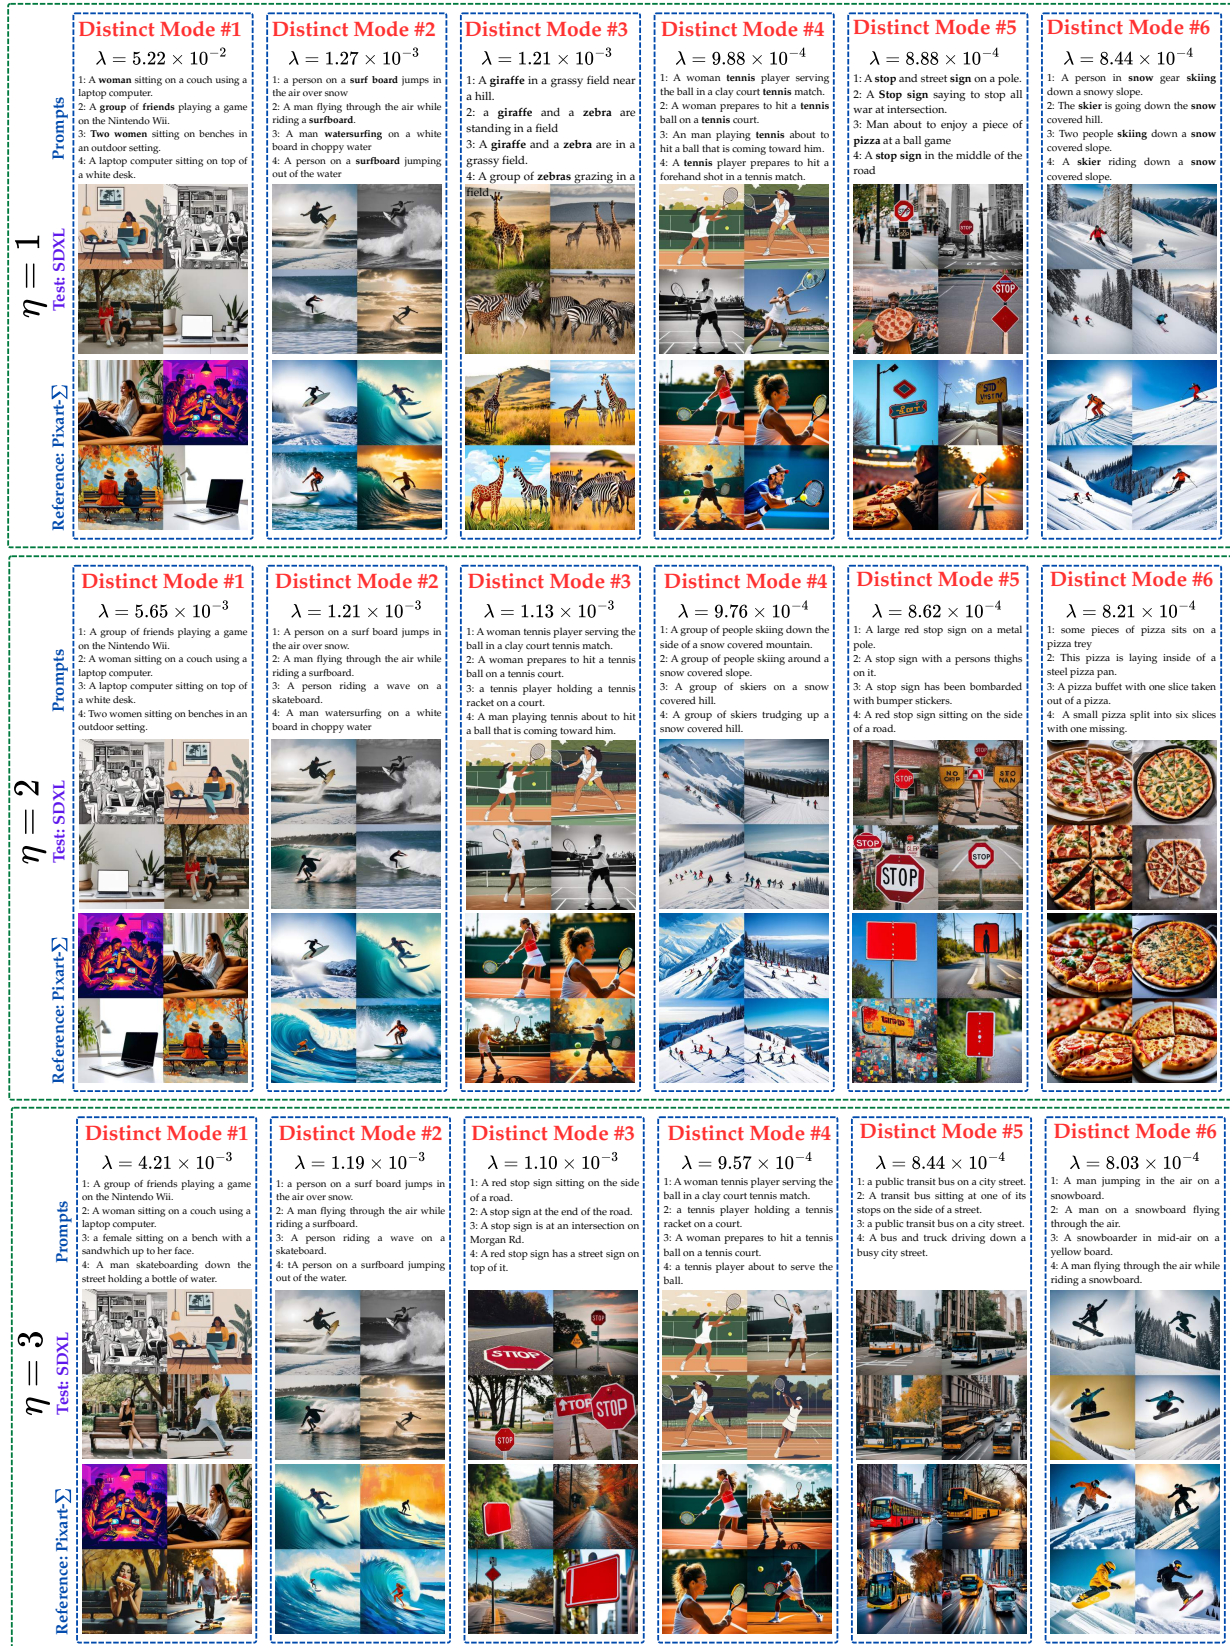 Distinct Mode #1
λ = 5.22 × 10−2
1: A woman sitting on a couch using a
laptop computer.
2: A group of friends playing a game
on the Nintendo Wii.
3: Two women sitting on benches in
an outdoor setting.
4: A laptop computer sitting on top of
a white desk.
Distinct Mode #2
λ = 1.27 × 10−3
1: a person on a surf board jumps in
the air over snow
2: A man flying through the air while
riding a surfboard.
3: A man watersurfing on a white
board in choppy water
4: A person on a surfboard jumping
out of the water
Distinct Mode #3
λ = 1.21 × 10−3
1: A giraffe in a grassy field near
a hill.
2: a giraffe and a zebra are
standing in a field
3: A giraffe and a zebra are in a
grassy field.
4: A group of zebras grazing in a
field.
Distinct Mode #4
λ = 9.88 × 10−4
1: A woman tennis player serving
the ball in a clay court tennis match.
2: A woman prepares to hit a tennis
ball on a tennis court.
3: An man playing tennis about to
hit a ball that is coming toward him.
4: A tennis player prepares to hit a
forehand shot in a tennis match.
Distinct Mode #5
λ = 8.88 × 10−4
1: A stop and street sign on a pole.
2: A Stop sign saying to stop all
war at intersection.
3: Man about to enjoy a piece of
pizza at a ball game
4: A stop sign in the middle of the
road
Distinct Mode #6
λ = 8.44 × 10−4
1: A person in snow gear skiing
down a snowy slope.
2: The skier is going down the snow
covered hill.
3: Two people skiing down a snow
covered slope.
4: A skier riding down a snow
covered slope.
η = 1
Prompts
Test: SDXL
Reference: Pixart-Σ
STOP
STOP
Distinct Mode #1
λ = 5.65 × 10−3
1: A group of friends playing a game
on the Nintendo Wii.
2: A woman sitting on a couch using a
laptop computer.
3: A laptop computer sitting on top of
a white desk.
4: Two women sitting on benches in an
outdoor setting.
Distinct Mode #2
λ = 1.21 × 10−3
1: A person on a surf board jumps in
the air over snow.
2: A man flying through the air while
riding a surfboard.
3: A person riding a wave on a
skateboard.
4: A man watersurfing on a white
board in choppy water
Distinct Mode #3
λ = 1.13 × 10−3
1: A woman tennis player serving the
ball in a clay court tennis match.
2: A woman prepares to hit a tennis
ball on a tennis court.
3: a tennis player holding a tennis
racket on a court.
4: A man playing tennis about to hit
a ball that is coming toward him.
Distinct Mode #4
λ = 9.76 × 10−4
1: A group of people skiing down the
side of a snow covered mountain.
2: A group of people skiing around a
snow covered slope.
3: A group of skiers on a snow
covered hill.
4: A group of skiers trudging up a
snow covered hill.
Distinct Mode #5
λ = 8.62 × 10−4
1: A large red stop sign on a metal
pole.
2: A stop sign with a persons thighs
on it.
3: A stop sign has been bombarded
with bumper stickers.
4: A red stop sign sitting on the side
of a road.
Distinct Mode #6
λ = 8.21 × 10−4
1: some pieces of pizza sits on a
pizza trey
2: This pizza is laying inside of a
steel pizza pan.
3: A pizza buffet with one slice taken
out of a pizza.
4: A small pizza split into six slices
with one missing.
η = 2
Prompts
Test: SDXL
Reference: Pixart-Σ
STOP
STOP
STOP
STOP
STOP
Distinct Mode #1
λ = 4.21 × 10−3
1: A group of friends playing a game
on the Nintendo Wii.
2: A woman sitting on a couch using a
laptop computer.
3: a female sitting on a bench with a
sandwhich up to her face.
4: A man skateboarding down the
street holding a bottle of water.
Distinct Mode #2
λ = 1.19 × 10−3
1: a person on a surf board jumps in
the air over snow.
2: A man flying through the air while
riding a surfboard.
3: A person riding a wave on a
skateboard.
4: tA person on a surfboard jumping
out of the water.
Distinct Mode #3
λ = 1.10 × 10−3
1: A red stop sign sitting on the side
of a road.
2: A stop sign at the end of the road.
3: A stop sign is at an intersection on
Morgan Rd.
4: A red stop sign has a street sign on
top of it.
Distinct Mode #4
λ = 9.57 × 10−4
1: A woman tennis player serving the
ball in a clay court tennis match.
2: a tennis player holding a tennis
racket on a court.
3: A woman prepares to hit a tennis
ball on a tennis court.
4: a tennis player about to serve the
ball.
Distinct Mode #5
λ = 8.44 × 10−4
1: a public transit bus on a city street.
2: A transit bus sitting at one of its
stops on the side of a street.
3: a public transit bus on a city street.
4: A bus and truck driving down a
busy city street.
Distinct Mode #6
λ = 8.03 × 10−4
1: A man jumping in the air on a
snowboard.
2: A man on a snowboard flying
through the air.
3: A snowboarder in mid-air on a
yellow board.
4: A man flying through the air while
riding a snowboard.
η = 3
Prompts
Test: SDXL
Reference: Pixart-Σ
STIOP
STOP
STOP
STOP